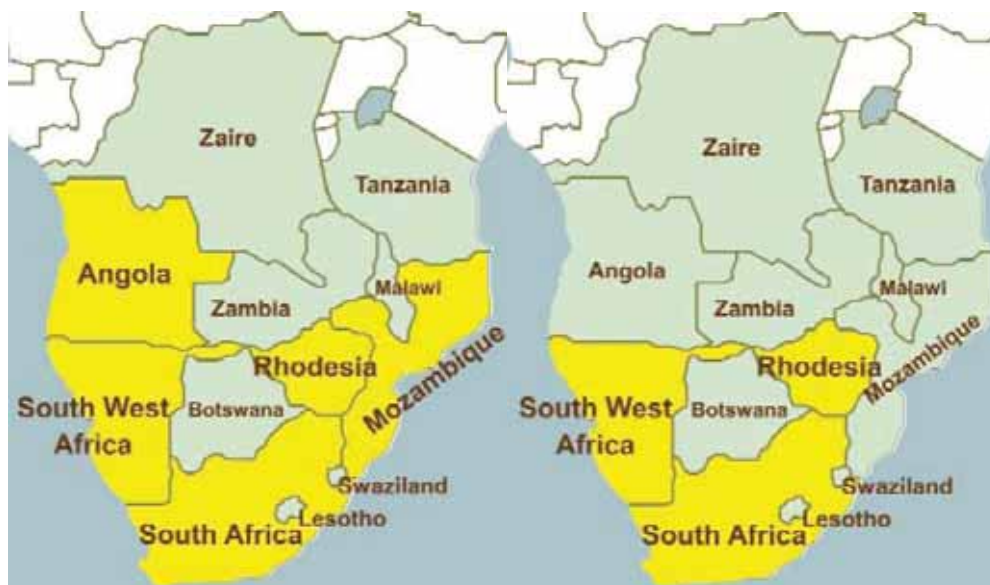 Zaire
Tanzania
Angola
Zambia
Malawi
Rhodesia
Mozambique
South West
Africa
Botswana
Swaziland
Lesotho
South Africa
Zaire
Tanzania
Angola
Zambia
Malawi
Rhodesia
Mozambique
South West
Africa
Botswana
Swaziland
Lesotho
South Africa